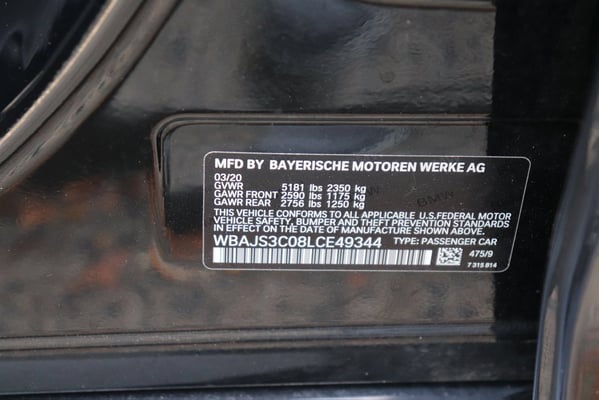 MFD BY BAYERISCHE MOTOREN WERKE AG
03/20
GVWR 5181 lbs 2350 kg
GAWR FRONT 2590 lbs 1175 kg
GAWR REAR 2756 lbs 1250 kg
THIS VEHICLE CONFORMS TO ALL APPLICABLE U.S.FEDERAL MOTOR
VEHICLE SAFETY, BUMPER, AND THEFT PREVENTION STANDARDS
IN EFFECT ON THE DATE OF MANUFACTURE SHOWN ABOVE.
WBAJS3C08LCE49344 TYPE: PASSENGER CAR
475/9
7 315 814
BMW